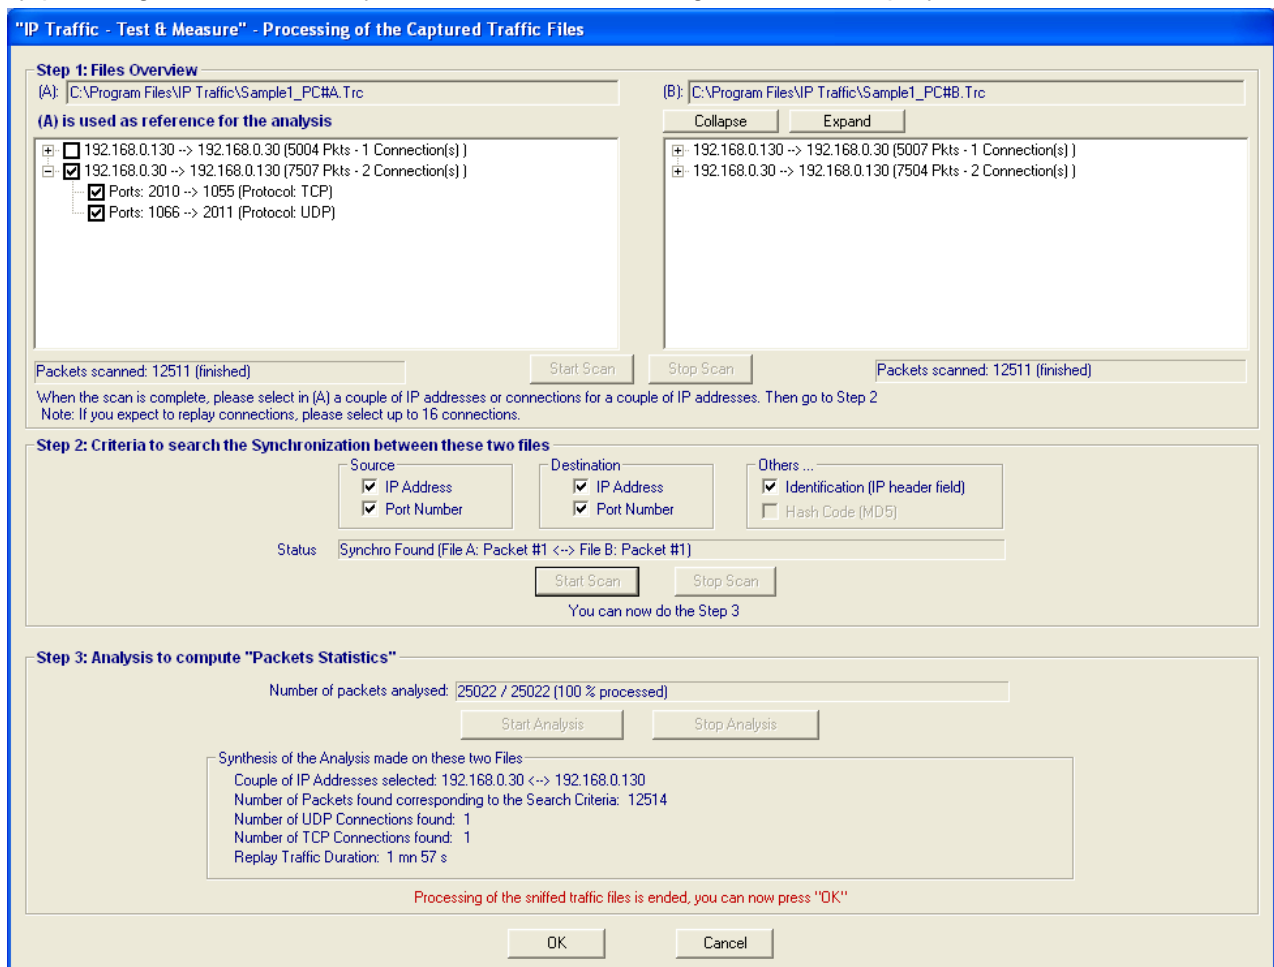 "IP Traffic - Test & Measure" - Processing of the Captured Traffic Files
Step 1: Files Overview
(A): C:\Program Files\IP Traffic\Sample1_PC#A.Trc
(B): C:\Program Files\IP Traffic\Sample1_PC#B.Trc
(A) is used as reference for the analysis
Collapse
Expand
192.168.0.130 --> 192.168.0.30 (5004 Pkts - 1 Connection(s) )
192.168.0.30 --> 192.168.0.130 (7507 Pkts - 2 Connection(s) )
Ports: 2010 --> 1055 (Protocol: TCP)
Ports: 1066 --> 2011 (Protocol: UDP)
192.168.0.130 --> 192.168.0.30 (5007 Pkts - 1 Connection(s) )
192.168.0.30 --> 192.168.0.130 (7504 Pkts - 2 Connection(s) )
Packets scanned: 12511 (finished)
Start Scan
Stop Scan
Packets scanned: 12511 (finished)
When the scan is complete, please select in (A) a couple of IP addresses or connections for a couple of IP addresses. Then go to Step 2
Note: If you expect to replay connections, please select up to 16 connections.
Step 2: Criteria to search the Synchronization between these two files
Source
IP Address
Port Number
Destination
IP Address
Port Number
Others ...
Identification (IP header field)
Hash Code (MD5)
Status
Synchro Found (File A: Packet #1 <--> File B: Packet #1)
Start Scan
Stop Scan
You can now do the Step 3
Step 3: Analysis to compute "Packets Statistics"
Number of packets analysed: 25022 / 25022 (100 % processed)
Start Analysis
Stop Analysis
Synthesis of the Analysis made on these two Files
Couple of IP Addresses selected: 192.168.0.30 <--> 192.168.0.130
Number of Packets found corresponding to the Search Criteria: 12514
Number of UDP Connections found: 1
Number of TCP Connections found: 1
Replay Traffic Duration: 1 mn 57 s
Processing of the sniffed traffic files is ended, you can now press "OK"
OK
Cancel